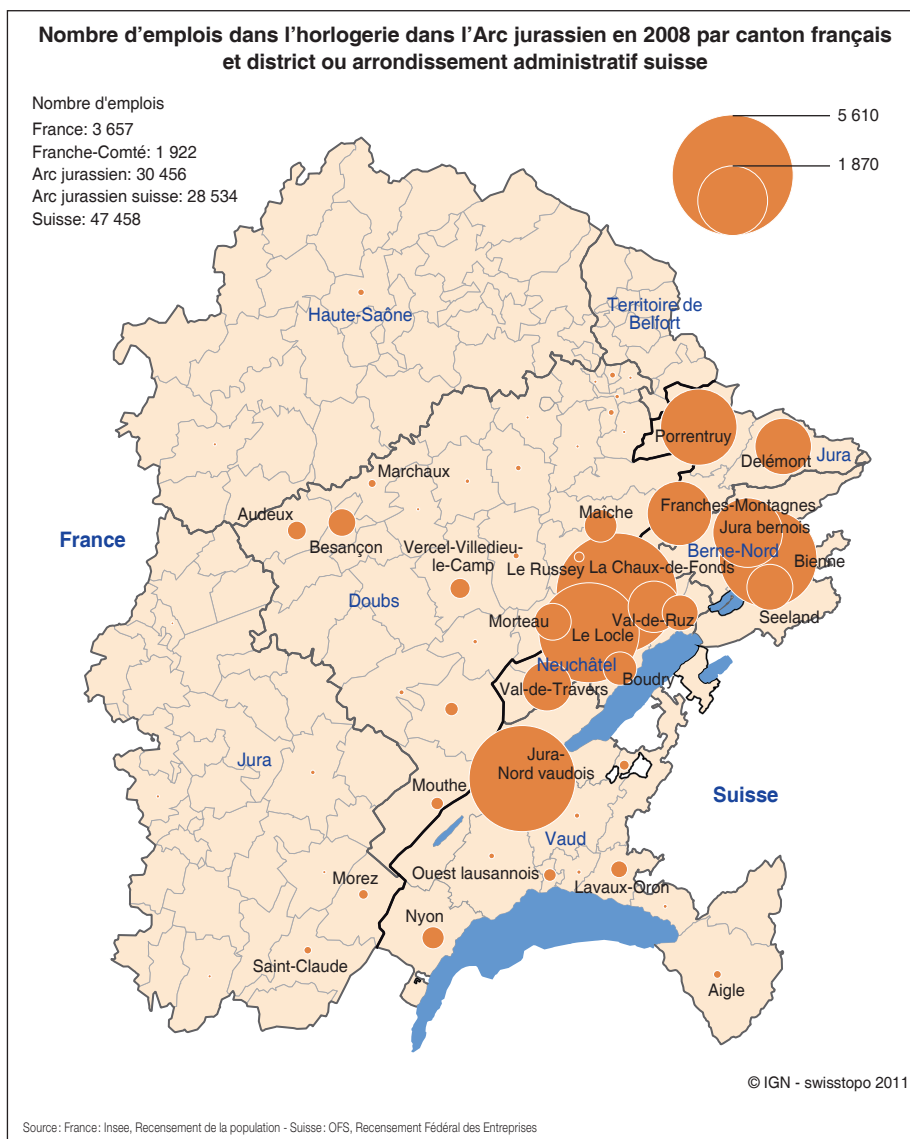 Nombre d'emplois dans l'horlogerie dans l'Arc jurassien en 2008 par canton français
et district ou arrondissement administratif suisse
Nombre d'emplois
France: 3 657
Franche-Comté: 1 922
Arc jurassien: 30 456
Arc jurassien suisse: 28 534
Suisse: 47 458
5 610
1 870
Haute-Saône
Territoire de
Belfort
Porrentruy
Delémont
Jura
Marchaux
Audeux
Besançon
Maîche
Franches-Montagnes
Jura bernois
Berne-Nord
Bienne
France
Vercel-Villedieu-
le-Camp
Le Russey
La Chaux-de-Fonds
Doubs
Morteau
Val-de-Ruz
Seeland
Le Locle
Neuchâtel
Boudry
Val-de-Travers
Jura
Jura-
Nord vaudois
Mouthe
Suisse
Vaud
Ouest lausannois
Lavaux-Oron
Morez
Nyon
Saint-Claude
Aigle
© IGN - swisstopo 2011
Source: France: Insee, Recensement de la population - Suisse: OFS, Recensement Fédéral des Entreprises